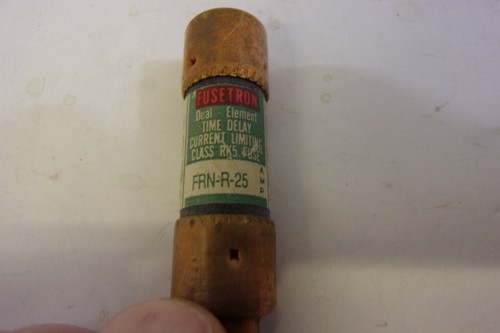 FUSETRON
Dual - Element
TIME DELAY
CURRENT LIMITING
CLASS RK5 FUSE
FRN-R-25
AMP